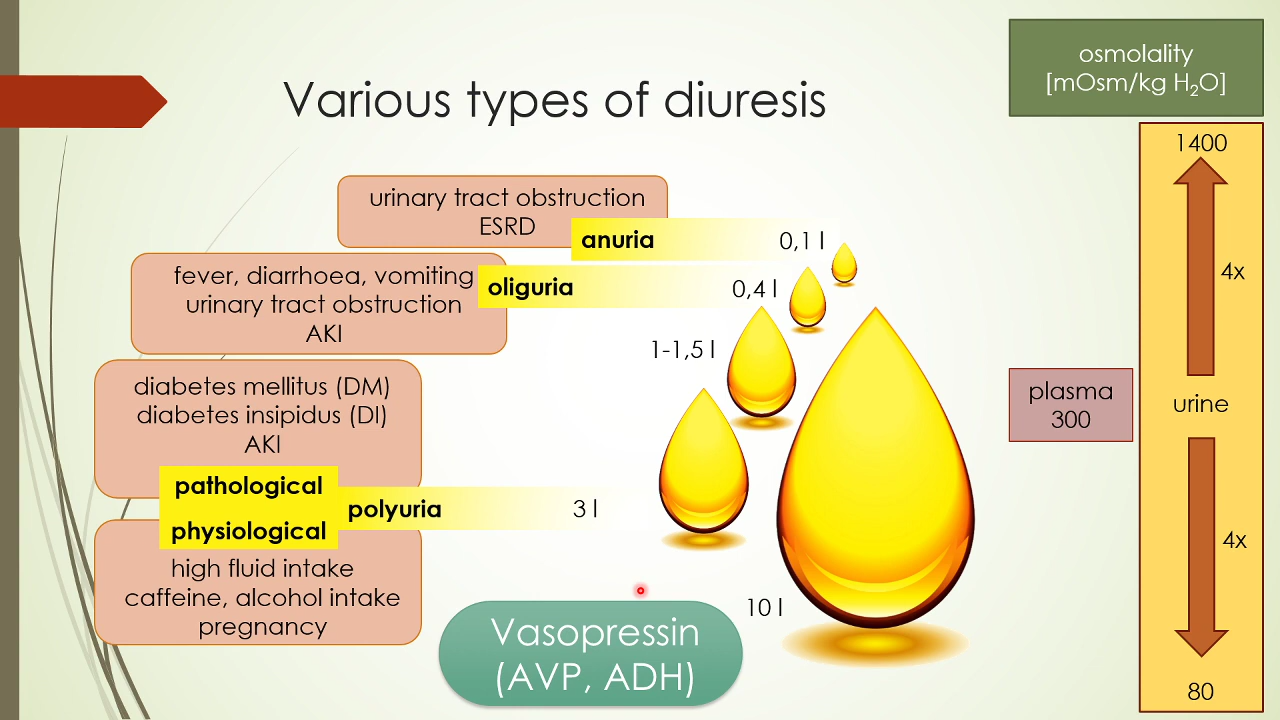 Various types of diuresis
osmolality
[mOsm/kg H₂O]
urinary tract obstruction
ESRD
anuria
0,1 l
fever, diarrhoea, vomiting
urinary tract obstruction
AKI
oliguria
0,4 l
1-1,5 l
diabetes mellitus (DM)
diabetes insipidus (DI)
AKI
pathological
physiological
polyuria
3 l
high fluid intake
caffeine, alcohol intake
pregnancy
10 l
Vasopressin
(AVP, ADH)
plasma
300
1400
4x
urine
4x
80